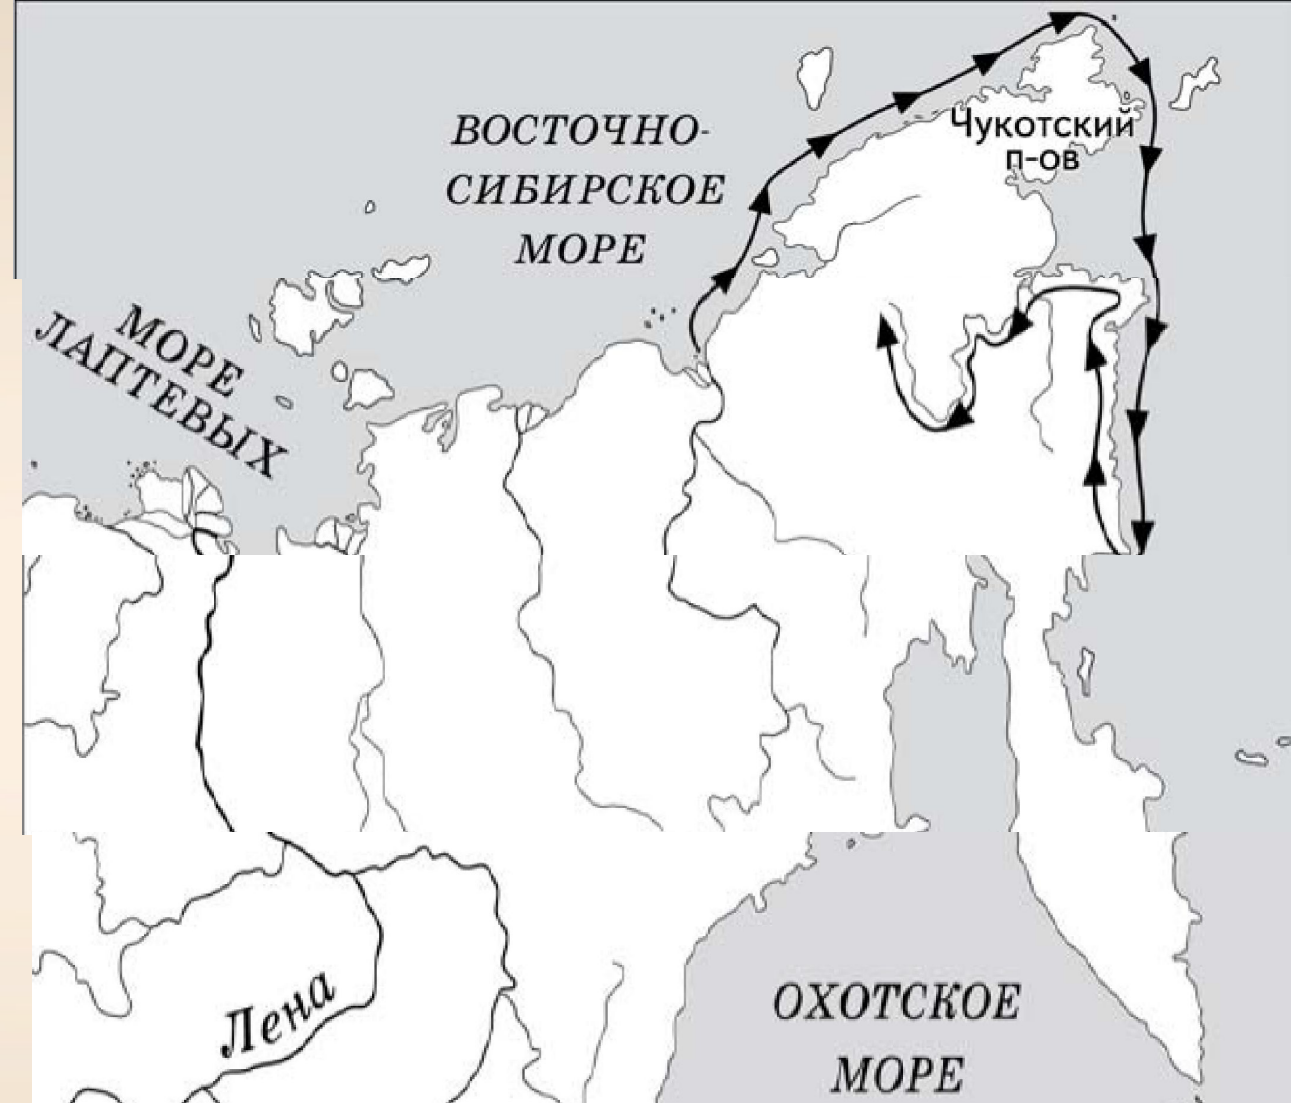 ВОСТОЧНО-
СИБИРСКОЕ
МОРЕ
Чукотский
п-ов
МОРЕ
ЛАПТЕВЫХ
Лена
ОХОТСКОЕ
МОРЕ